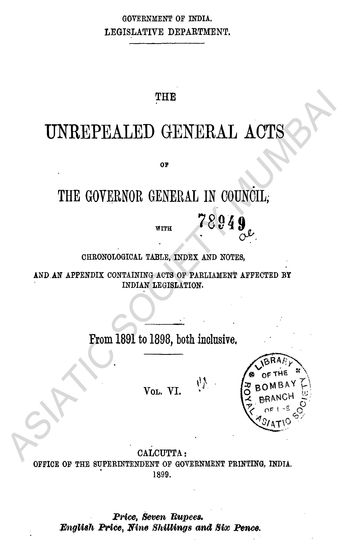 GOVERNMENT OF INDIA.
LEGISLATIVE DEPARTMENT.
THE
UNREPEALED GENERAL ACTS
OF
THE GOVERNOR GENERAL IN COUNCIL,
WITH
78949
CHRONOLOGICAL TABLE, INDEX AND NOTES,
AND AN APPENDIX CONTAINING ACTS OF PARLIAMENT AFFECTED BY
INDIAN LEGISLATION.
From 1891 to 1898, both inclusive.
VOL. VI.
LIBRARY
OF THE
BOMBAY
BRANCH
OF THE
ROYAL ASIATIC SOCIETY
CALCUTTA:
OFFICE OF THE SUPERINTENDENT OF GOVERNMENT PRINTING, INDIA.
1899.
Price, Seven Rupees.
English Price, Nine Shillings and Six Pence.
ASIATIC SOCIETY MUMBAI